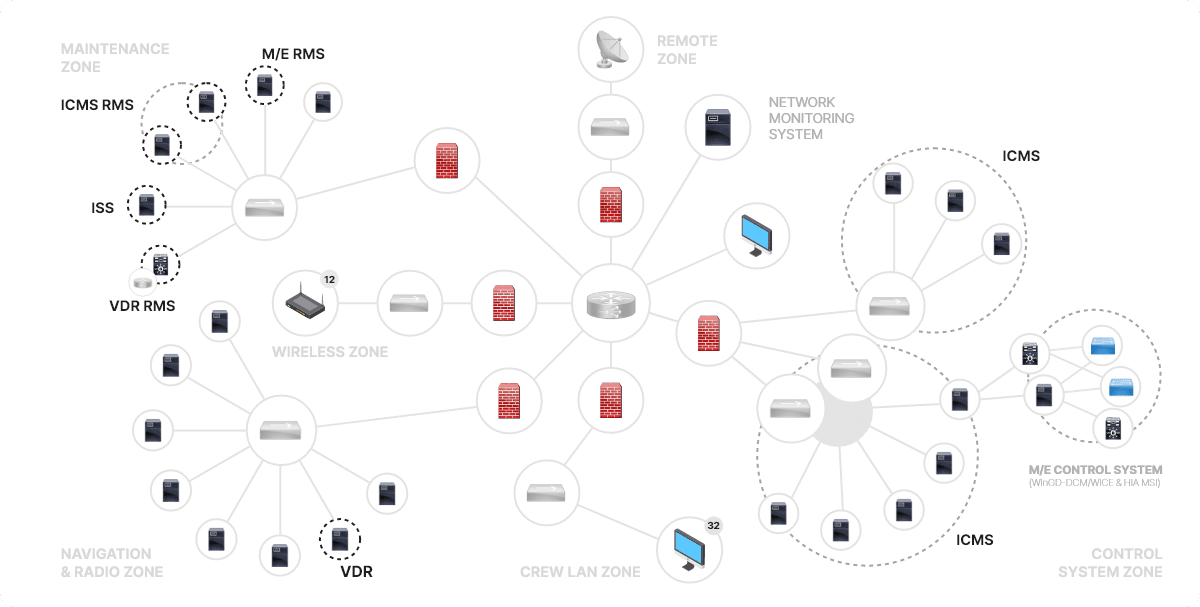 MAINTENANCE
ZONE
M/E RMS
ICMS RMS
ISS
VDR RMS
REMOTE
ZONE
NETWORK
MONITORING
SYSTEM
ICMS
12
WIRELESS ZONE
M/E CONTROL SYSTEM
(WinGD-DCM/WICE & HIA MSI)
ICMS
NAVIGATION
& RADIO ZONE
VDR
CREW LAN ZONE
32
CONTROL
SYSTEM ZONE